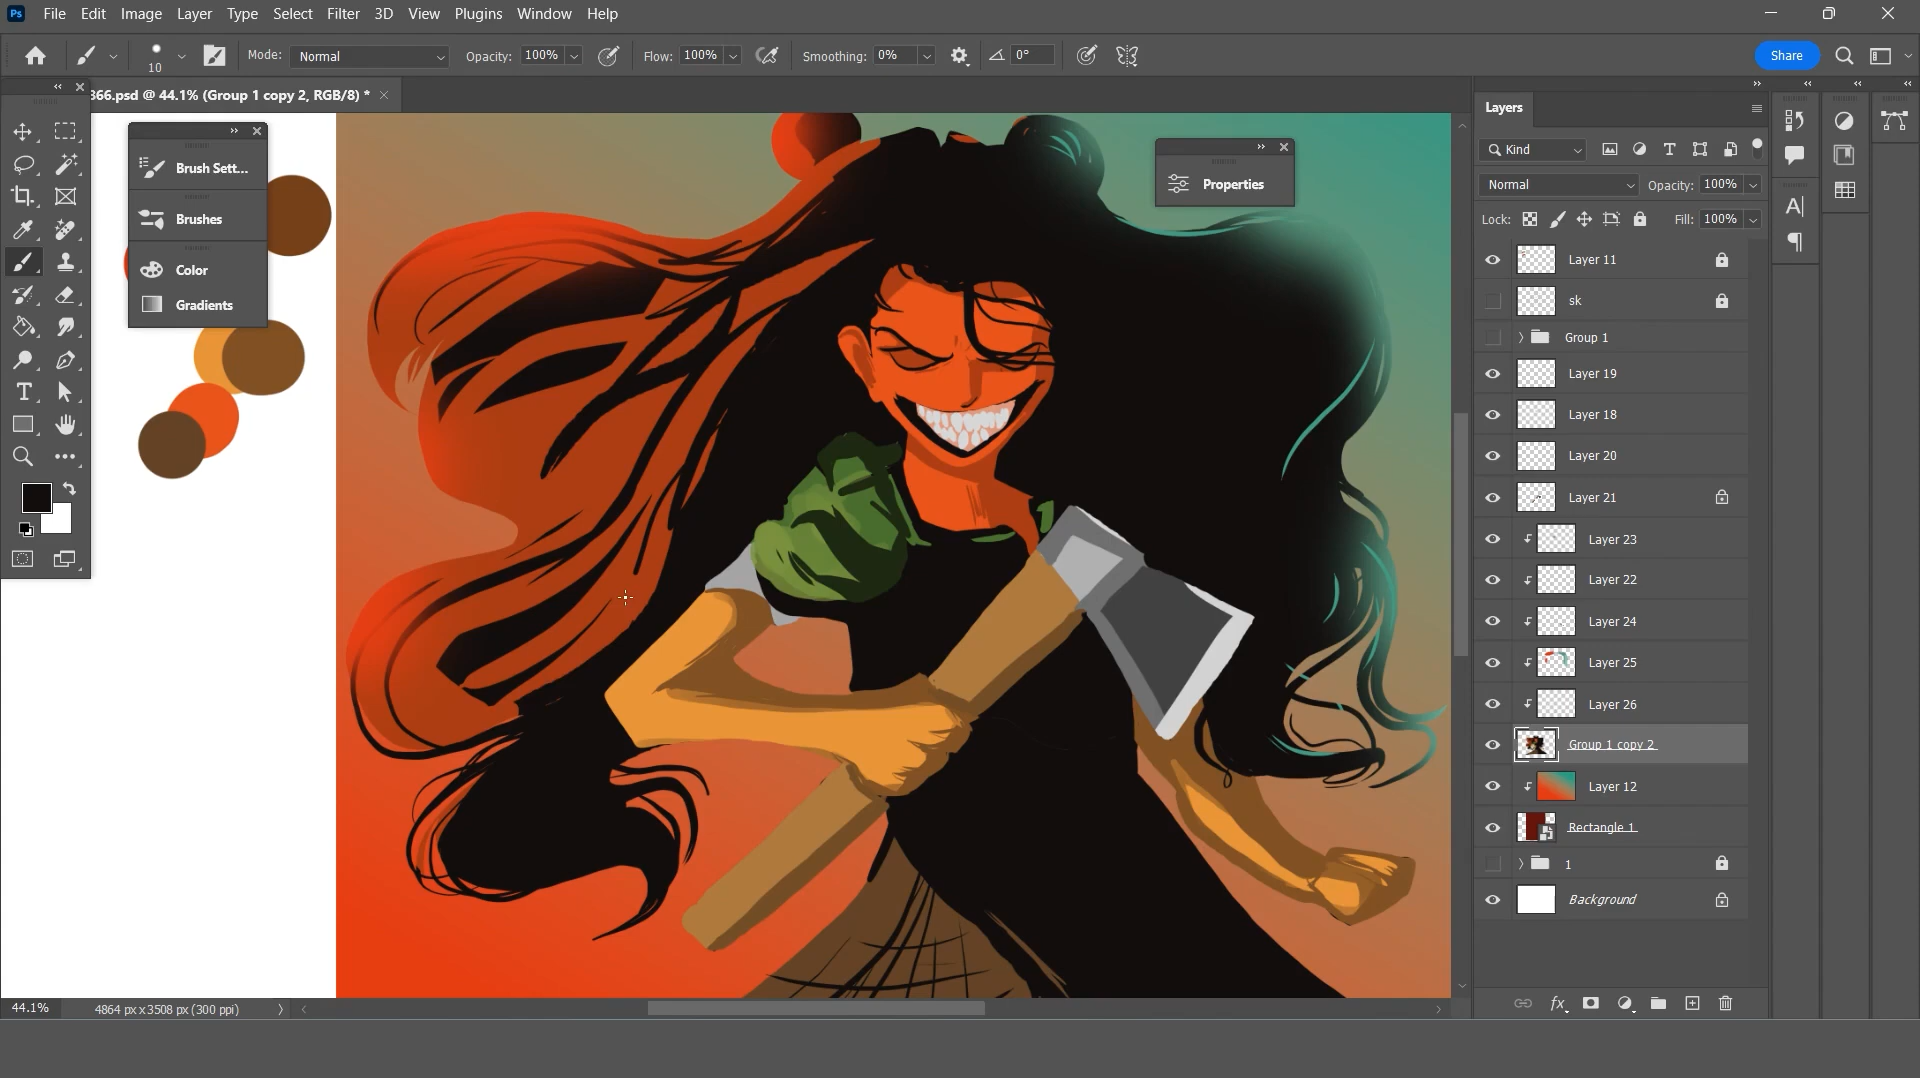 Ps File Edit Image Layer Type Select Filter 3D View Plugins Window Help
10 Mode: Normal Opacity: 100% Flow: 100% Smoothing: 0% 0° Share
366.psd @ 44.1% (Group 1 copy 2, RGB/8) *
Brush Sett...
Brushes
Color
Gradients
Properties
Layers
Kind
Normal Opacity: 100%
Lock: Fill: 100%
Layer 11
sk
Group 1
Layer 19
Layer 18
Layer 20
Layer 21
Layer 23
Layer 22
Layer 24
Layer 25
Layer 26
Group 1 copy 2
Layer 12
Rectangle 1
1
Background
44.1% 4864 px x 3508 px (300 ppi)